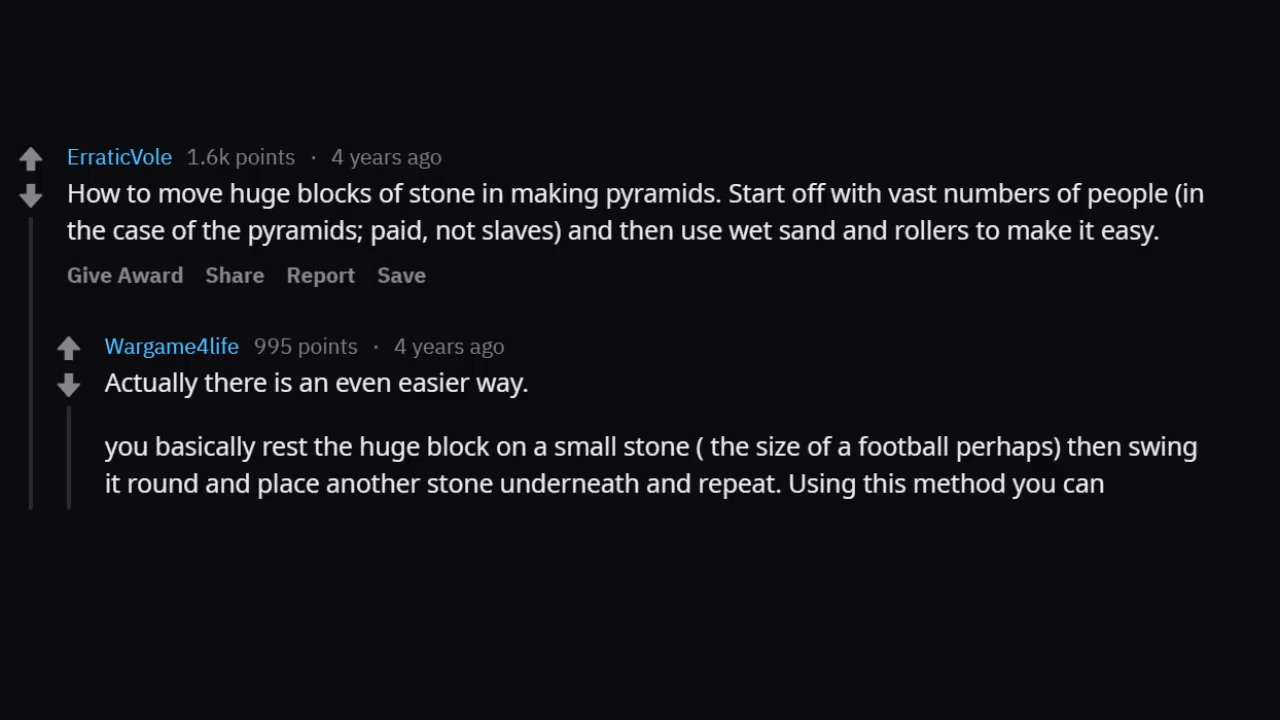 ErraticVole 1.6k points · 4 years ago
How to move huge blocks of stone in making pyramids. Start off with vast numbers of people (in
the case of the pyramids; paid, not slaves) and then use wet sand and rollers to make it easy.
Give Award Share Report Save
Wargame4life 995 points · 4 years ago
Actually there is an even easier way.
you basically rest the huge block on a small stone ( the size of a football perhaps) then swing
it round and place another stone underneath and repeat. Using this method you can